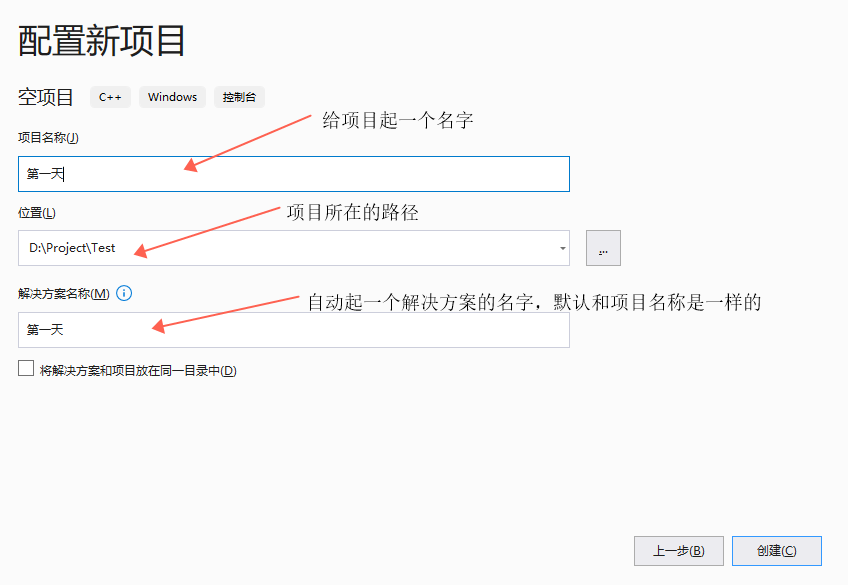 配置新项目
空项目 C++ Windows 控制台
给项目起一个名字
项目名称(J)
第一天
位置(L)
项目所在的路径
D:\Project\Test
...
解决方案名称(M)
自动起一个解决方案的名字，默认和项目名称是一样的
第一天
将解决方案和项目放在同一目录中(D)
上一步(B) 创建(C)